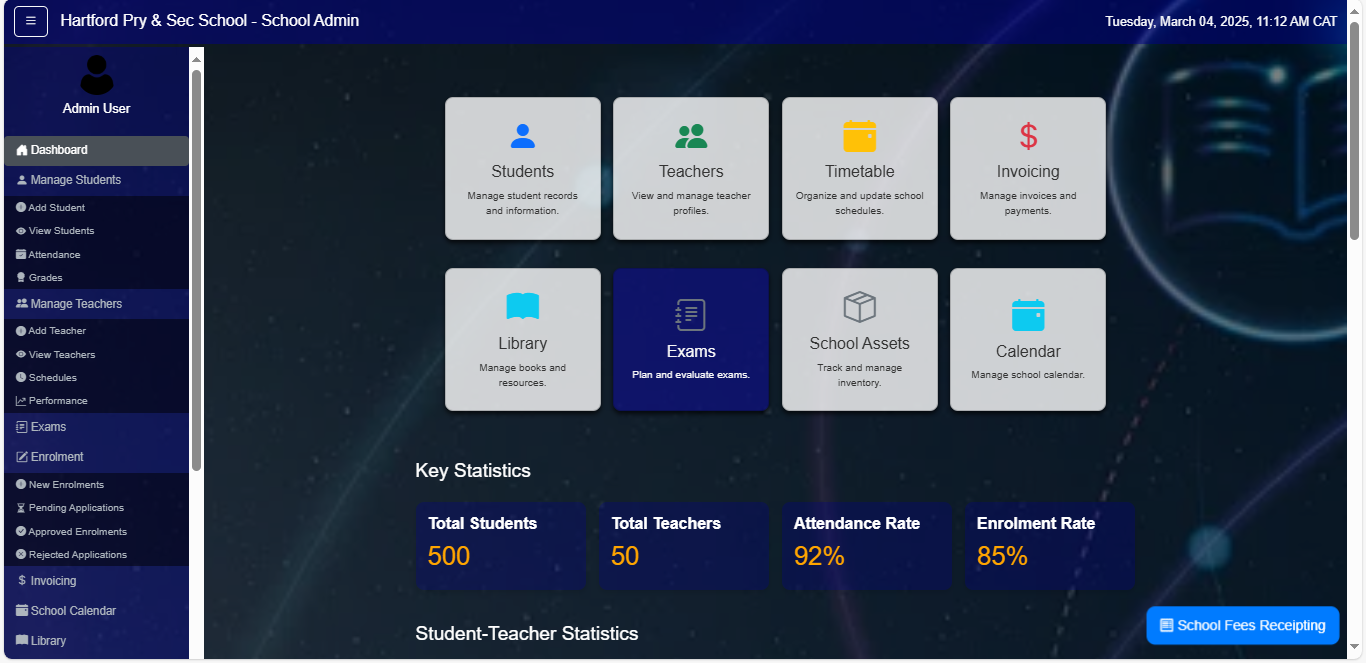 Hartford Pry & Sec School - School Admin
Tuesday, March 04, 2025, 11:12 AM CAT
Admin User
Dashboard
Manage Students
Add Student
View Students
Attendance
Grades
Manage Teachers
Add Teacher
View Teachers
Schedules
Performance
Exams
Enrolment
New Enrolments
Pending Applications
Approved Enrolments
Rejected Applications
Invoicing
School Calendar
Library
Students
Manage student records
and information.
Teachers
View and manage teacher
profiles.
Timetable
Organize and update school
schedules.
Invoicing
Manage invoices and
payments.
Library
Manage books and
resources.
Exams
Plan and evaluate exams.
School Assets
Track and manage
inventory.
Calendar
Manage school calendar.
Key Statistics
Total Students
500
Total Teachers
50
Attendance Rate
92%
Enrolment Rate
85%
Student-Teacher Statistics
School Fees Receipting